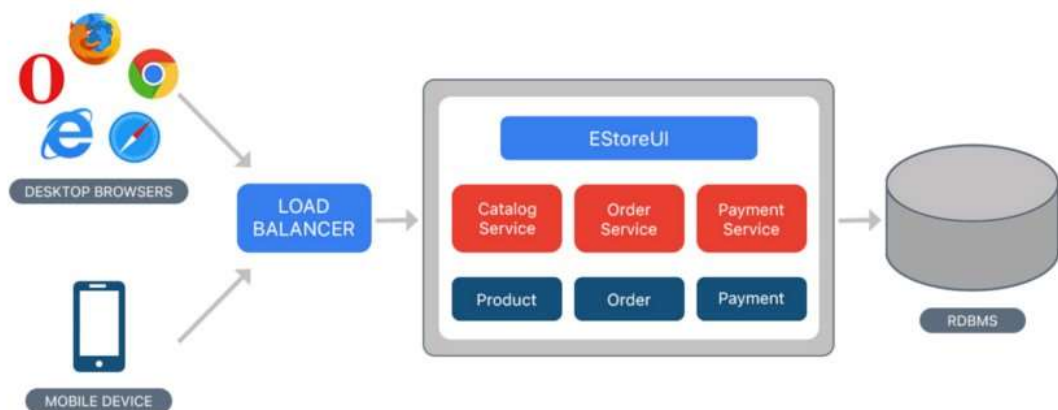 DESKTOP BROWSERS
MOBILE DEVICE
LOAD
BALANCER
EStoreUI
Catalog
Service
Order
Service
Payment
Service
Product
Order
Payment
RDBMS